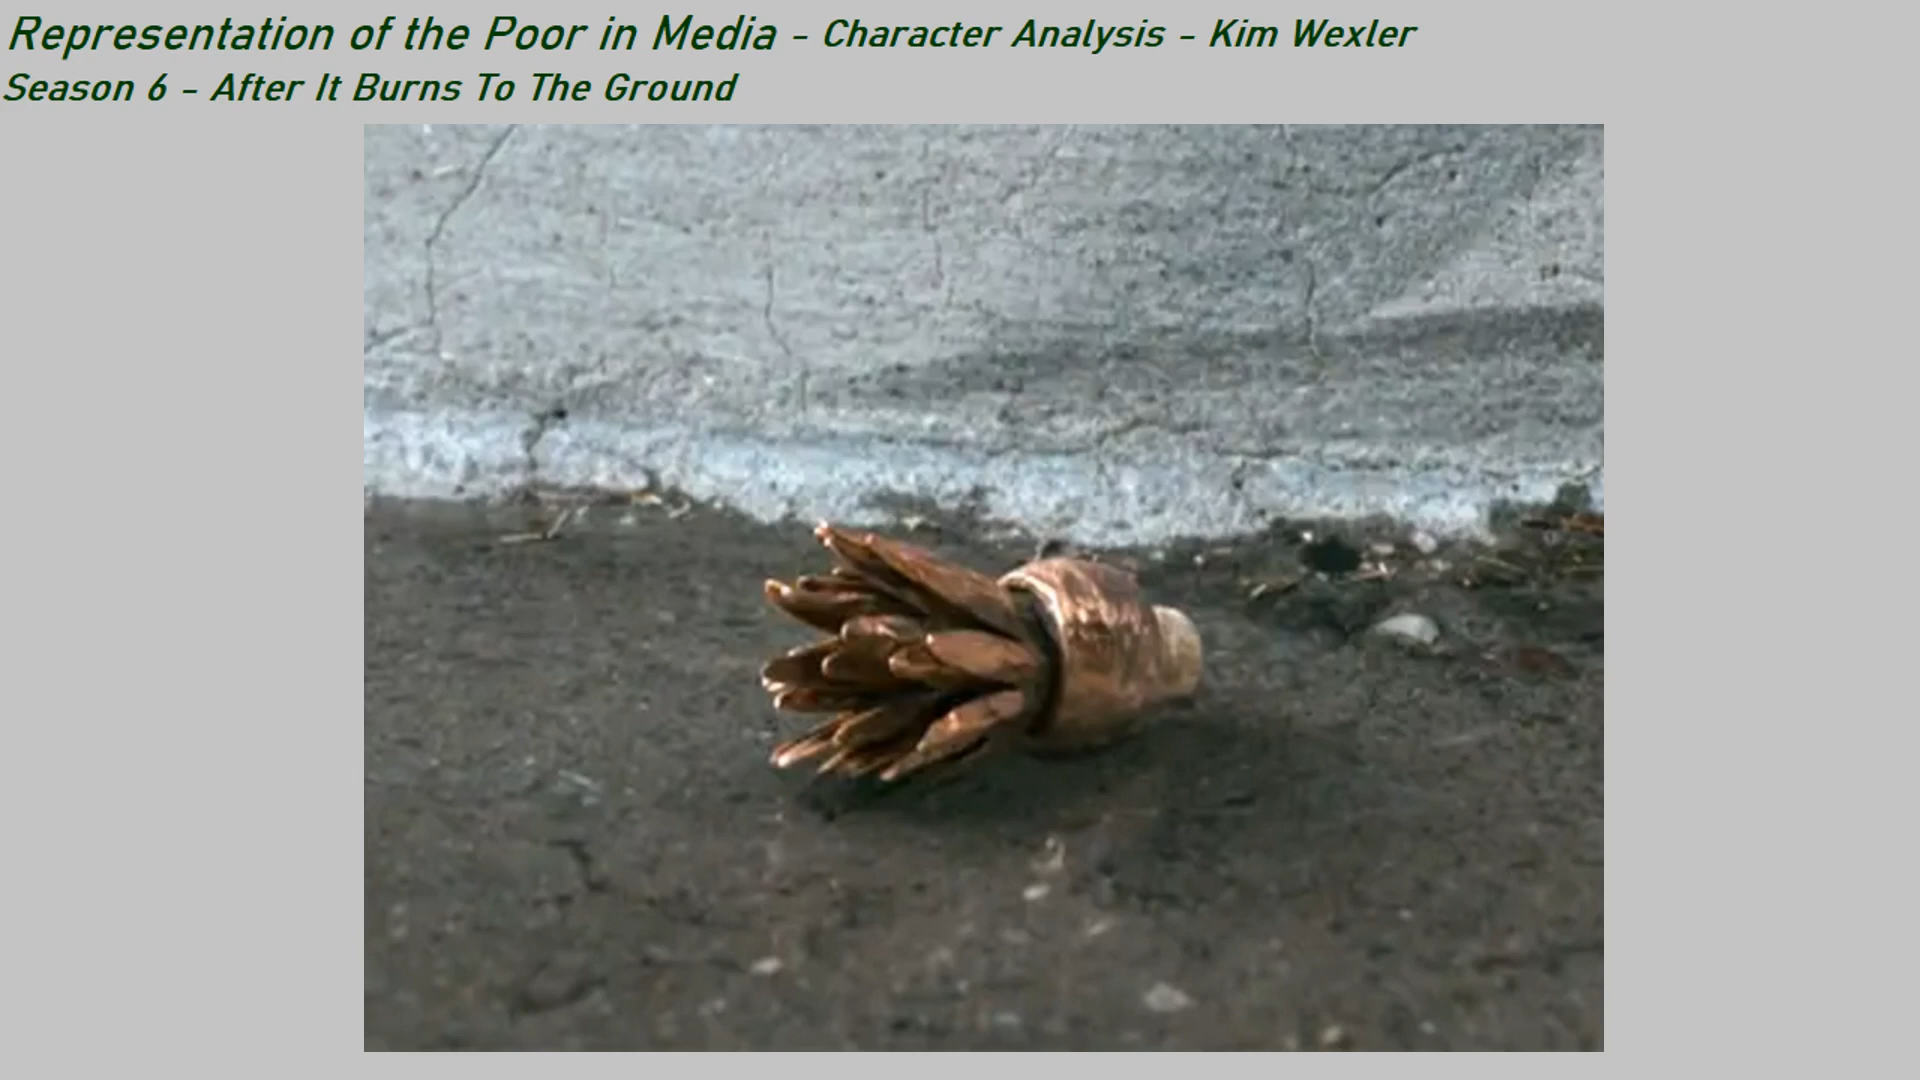 Representation of the Poor in Media - Character Analysis - Kim Wexler
Season 6 - After It Burns To The Ground